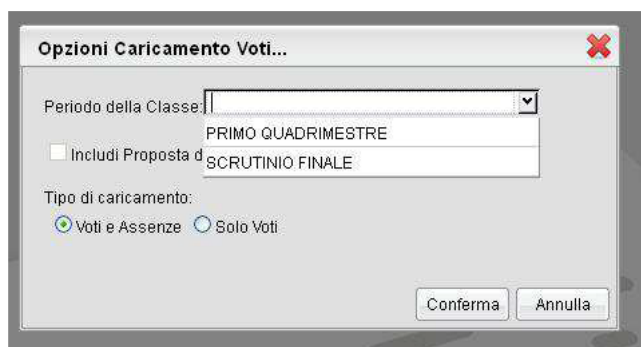 Opzioni Caricamento Voti...
Periodo della Classe:
PRIMO QUADRIMESTRE
Includi Proposta d
SCRUTINIO FINALE
Tipo di caricamento:
Voti e Assenze Solo Voti
Conferma Annulla